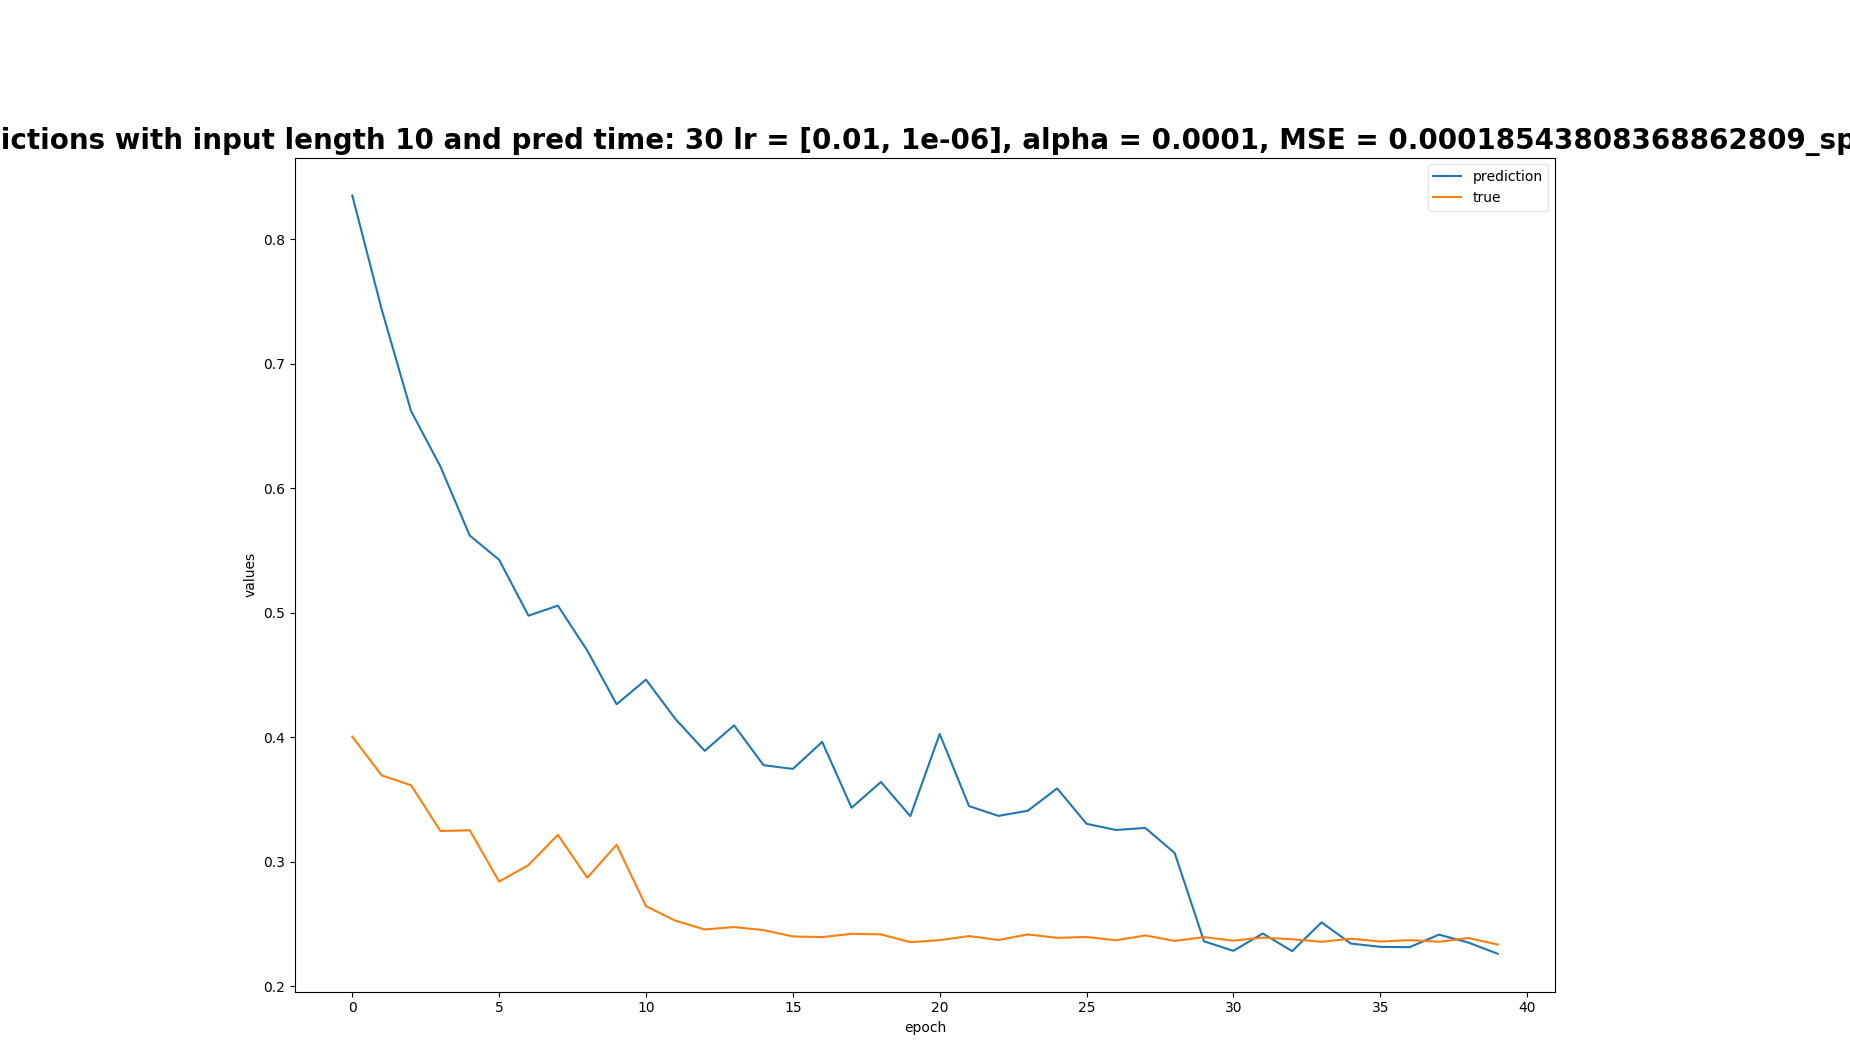 ictions with input length 10 and pred time: 30 lr = [0.01, 1e-06], alpha = 0.0001, MSE = 0.00018543808368862809_sp
prediction
true
0.8
0.7
0.6
0.5
0.4
0.3
0.2
values
0 5 10 15 20 25 30 35 40
epoch